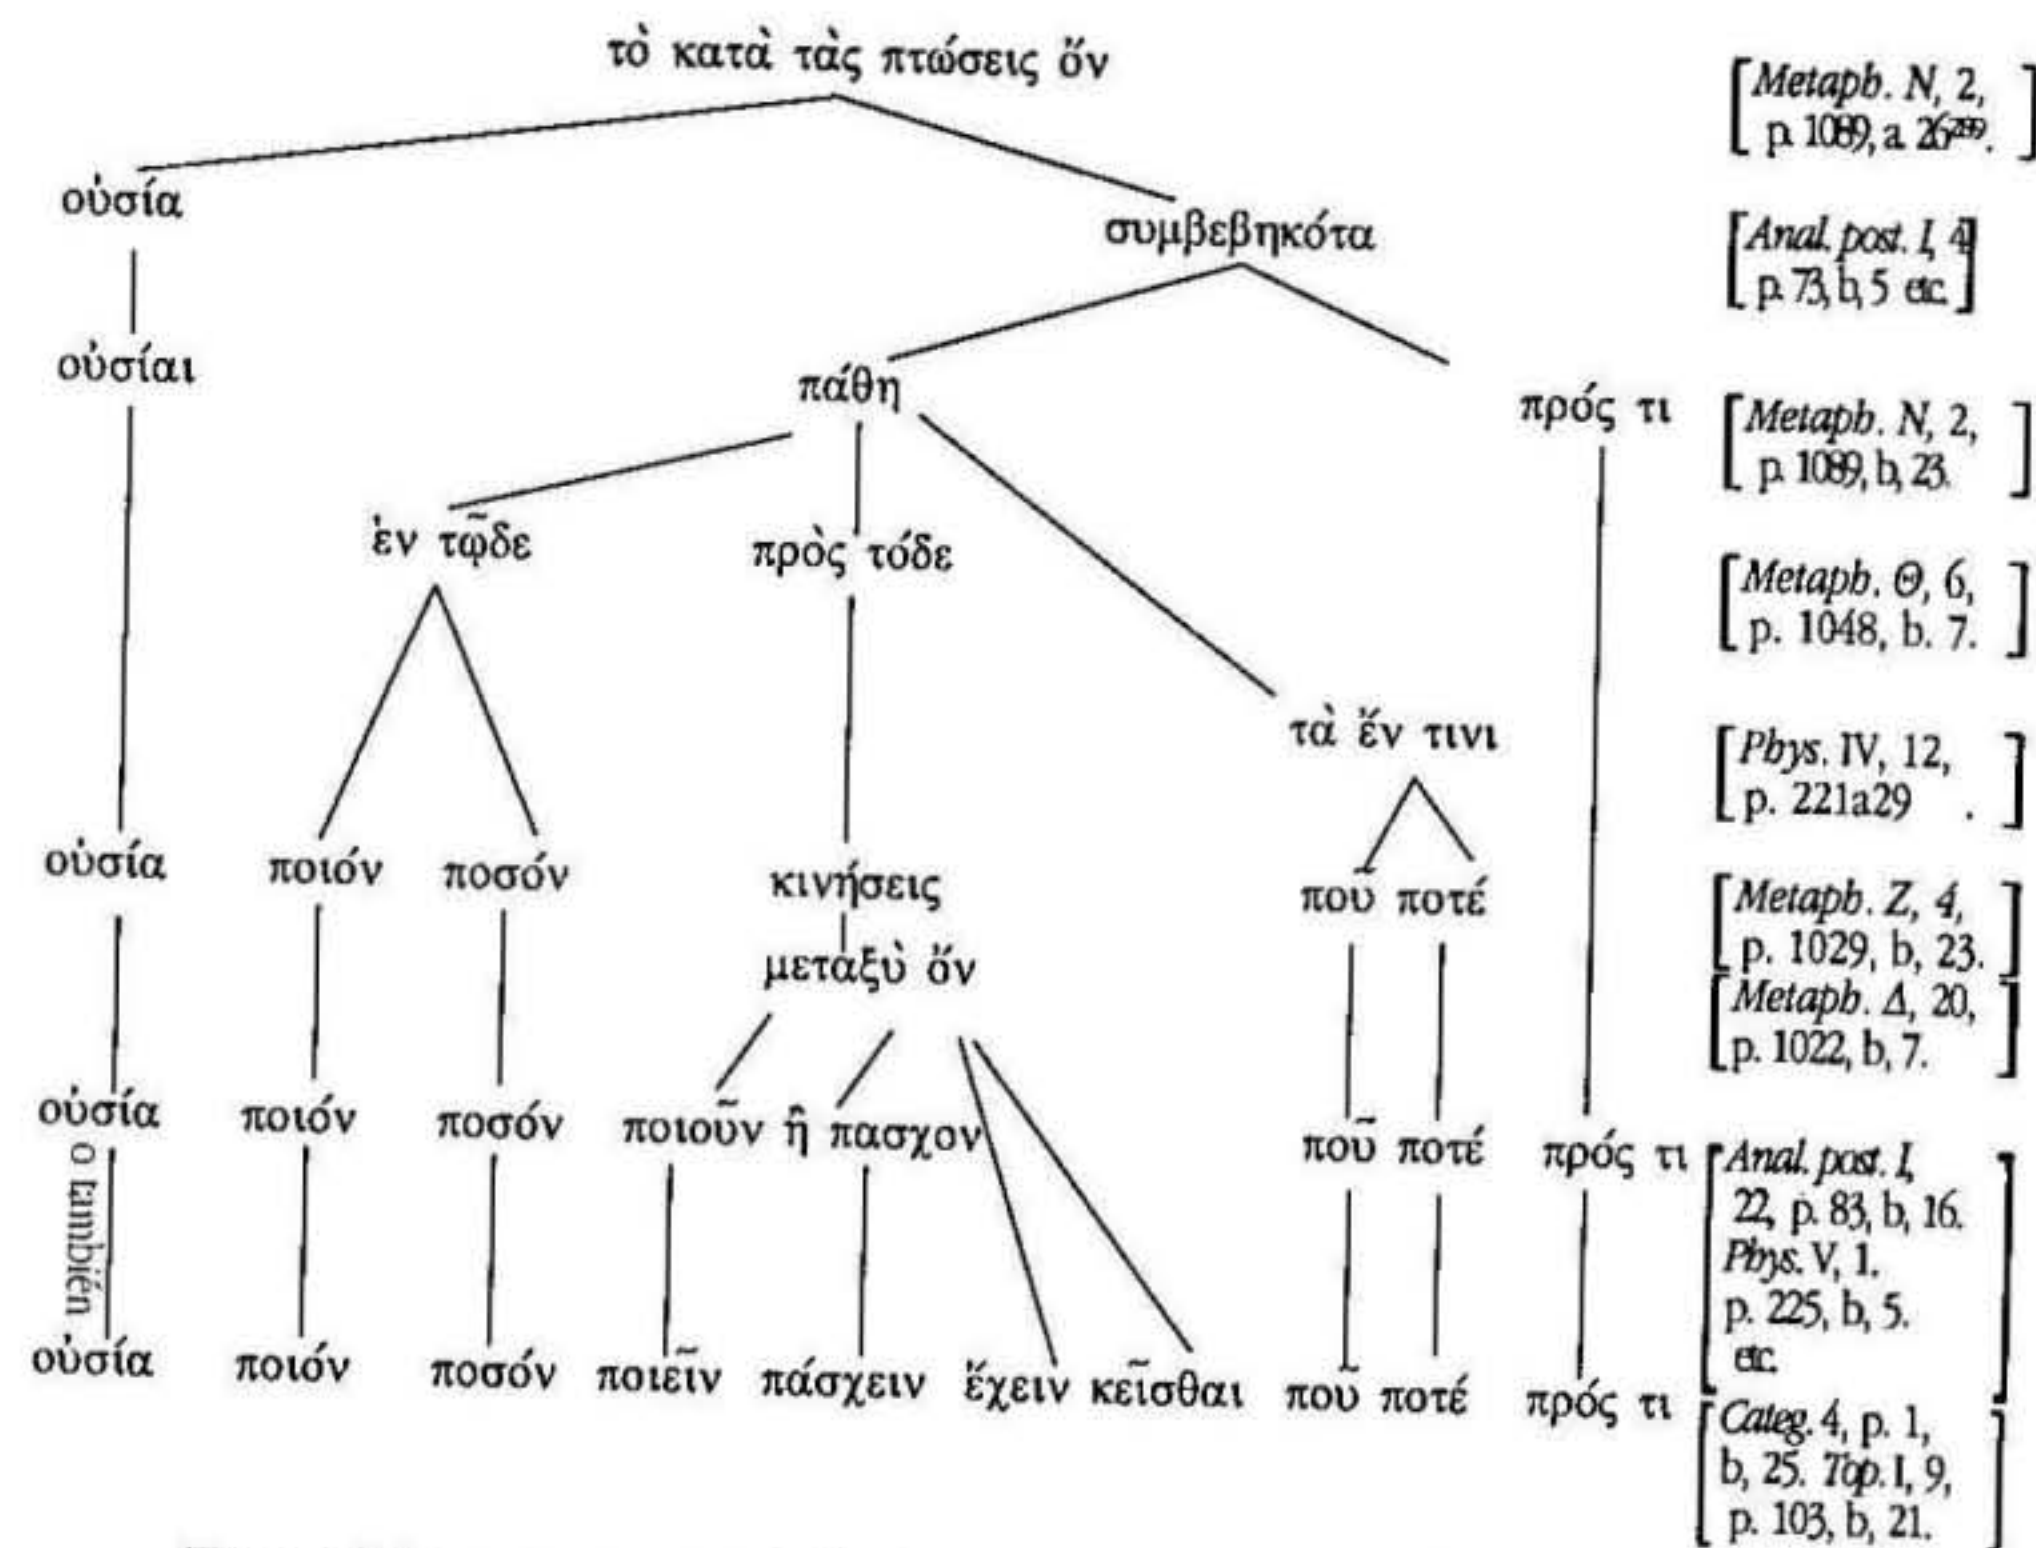 τὸ κατὰ τὰς πτώσεις ὄν
[Metaph. N, 2,
p. 1089, a. 26²⁸⁹.]
οὐσία
συμβεβηκότα
[Anal. post. I, 4
p. 73, b, 5 etc.]
οὐσίαι
πάθη
πρός τι
[Metaph. N, 2,
p. 1089, b, 23.]
ἐν τῷδε
πρὸς τόδε
[Metaph. Θ, 6,
p. 1048, b. 7.]
τὰ ἔν τινι
[Phys. IV, 12,
p. 221a29 .]
οὐσία ποιόν ποσόν κινήσεις ποῦ ποτέ
[Metaph. Z, 4,
p. 1029, b, 23.]
μεταξὺ ὄν
[Metaph. Δ, 20,
p. 1022, b, 7.]
οὐσία ποιόν ποσόν ποιοῦν ἢ πασχον ποῦ ποτέ πρός τι
[Anal. post. I,
22, p. 83, b, 16.
Phys. V, 1.
p. 225, b, 5.
etc.]
o también
οὐσία ποιόν ποσόν ποιεῖν πάσχειν ἔχειν κεῖσθαι ποῦ ποτέ πρός τι
[Categ. 4, p. 1,
b, 25. Top. I, 9,
p. 103, b, 21.